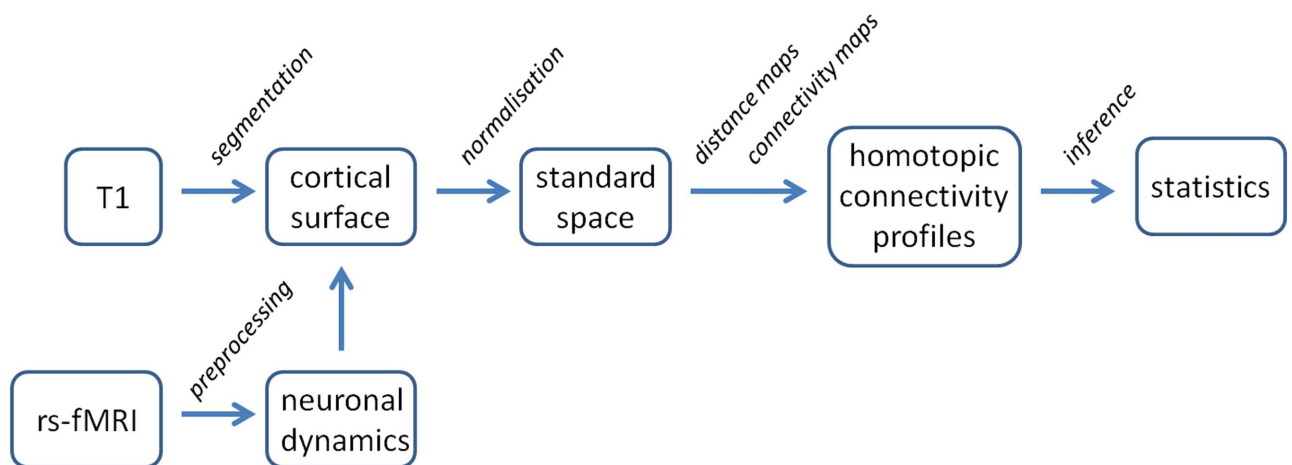 T1
segmentation
cortical
surface
normalisation
standard
space
distance maps
connectivity maps
homotopic
connectivity
profiles
inference
statistics
rs-fMRI
preprocessing
neuronal
dynamics